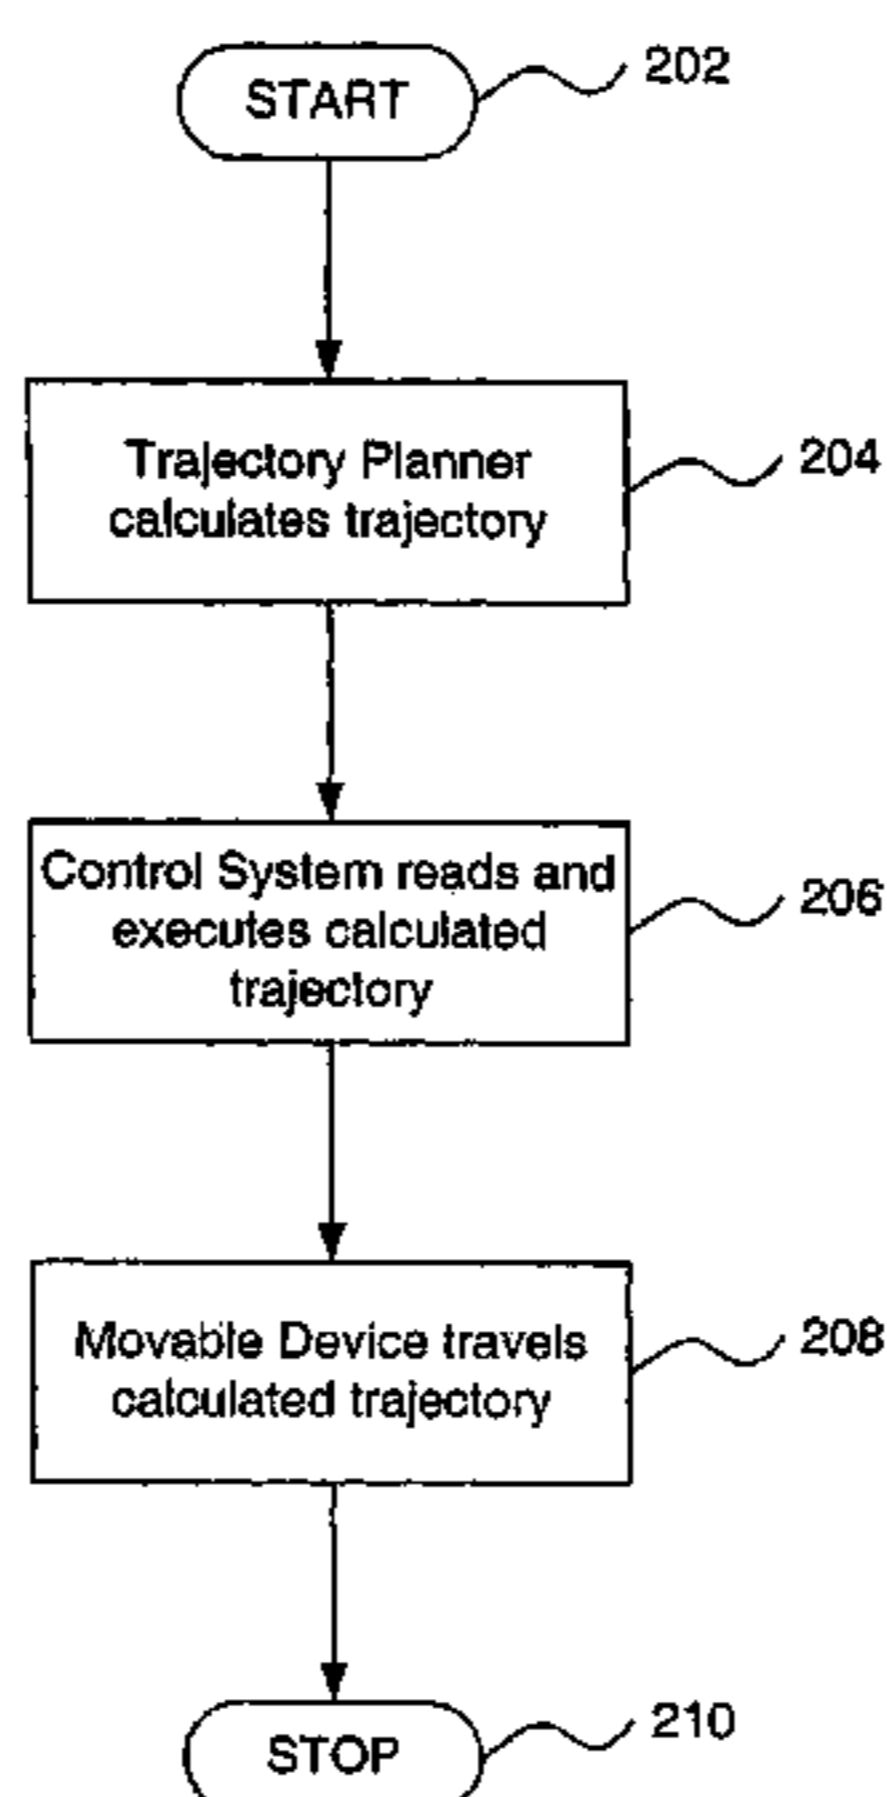 START
202
Trajectory Planner
calculates trajectory
204
Control System reads and
executes calculated
trajectory
206
Movable Device travels
calculated trajectory
208
STOP
210